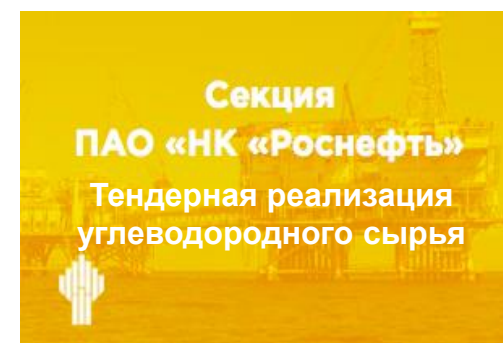 Секция
ПАО «НК «Роснефть»
Тендерная реализация
углеводородного сырья